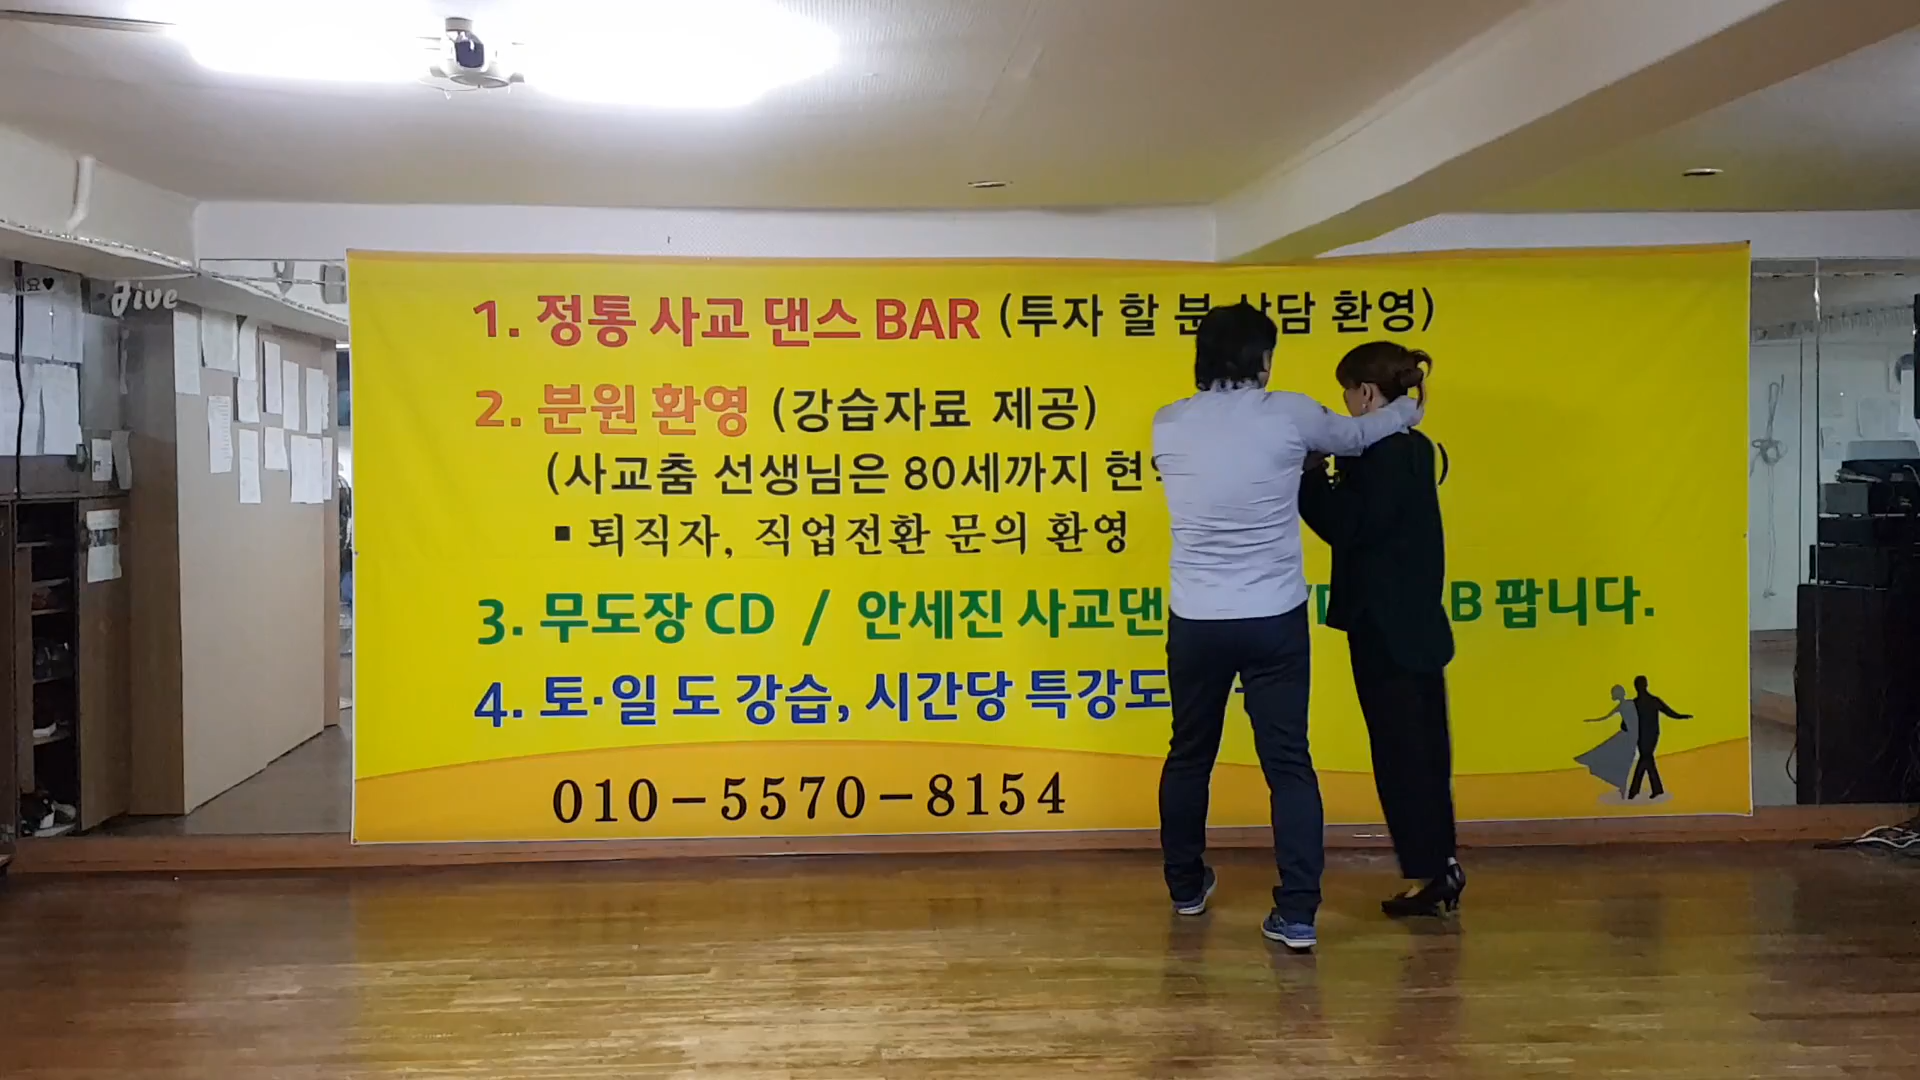 요♥
Jive
1. 정통 사교 댄스 BAR (투자 할 분 상담 환영)
2. 분원 환영 (강습자료 제공)
(사교춤 선생님은 80세까지 )
▪ 퇴직자, 직업전환 문의 환영
3. 무도장 CD / 안세진 사교댄 팝니다.
4. 토·일 도 강습, 시간당 특강도
010-5570-8154